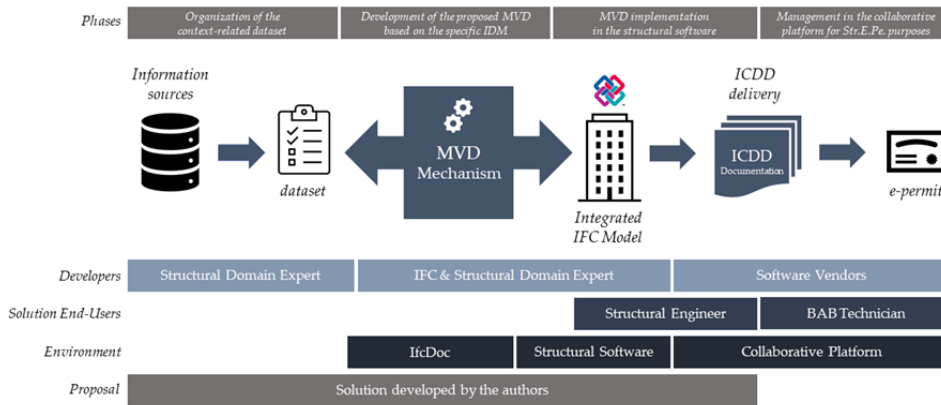 Phases
Organization of the
context-related dataset
Development of the proposed MVD
based on the specific IDM
MVD implementation
in the structural software
Management in the collaborative
platform for Str.E.Pe. purposes
Information
sources
dataset
MVD
Mechanism
Integrated
IFC Model
ICDD
delivery
ICDD
Documentation
e-permit
Developers
Structural Domain Expert
IFC & Structural Domain Expert
Software Vendors
Solution End-Users
Structural Engineer
BAB Technician
Environment
IfcDoc
Structural Software
Collaborative Platform
Proposal
Solution developed by the authors